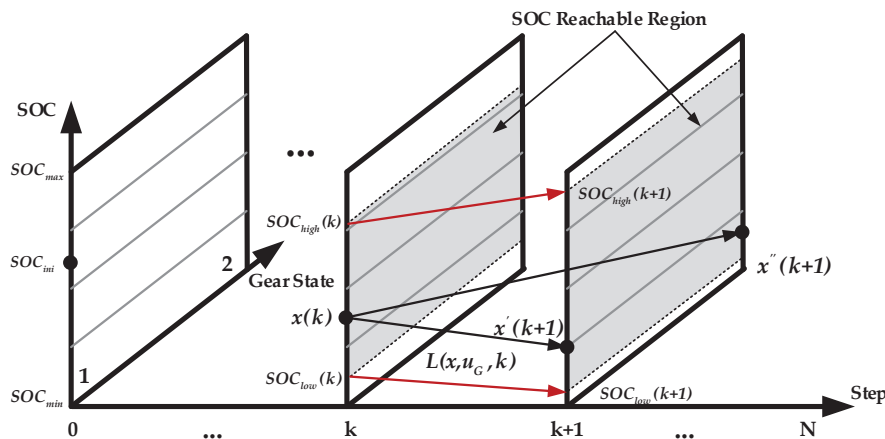 SOC Reachable Region
SOC
...
SOC_max
SOC_high(k)
SOC_high(k+1)
SOC_ini
2
Gear State
x''(k+1)
x(k)
x'(k+1)
L(x,u_G,k)
1
SOC_low(k)
SOC_min
SOC_low(k+1)
Step
0
...
k
k+1
...
N